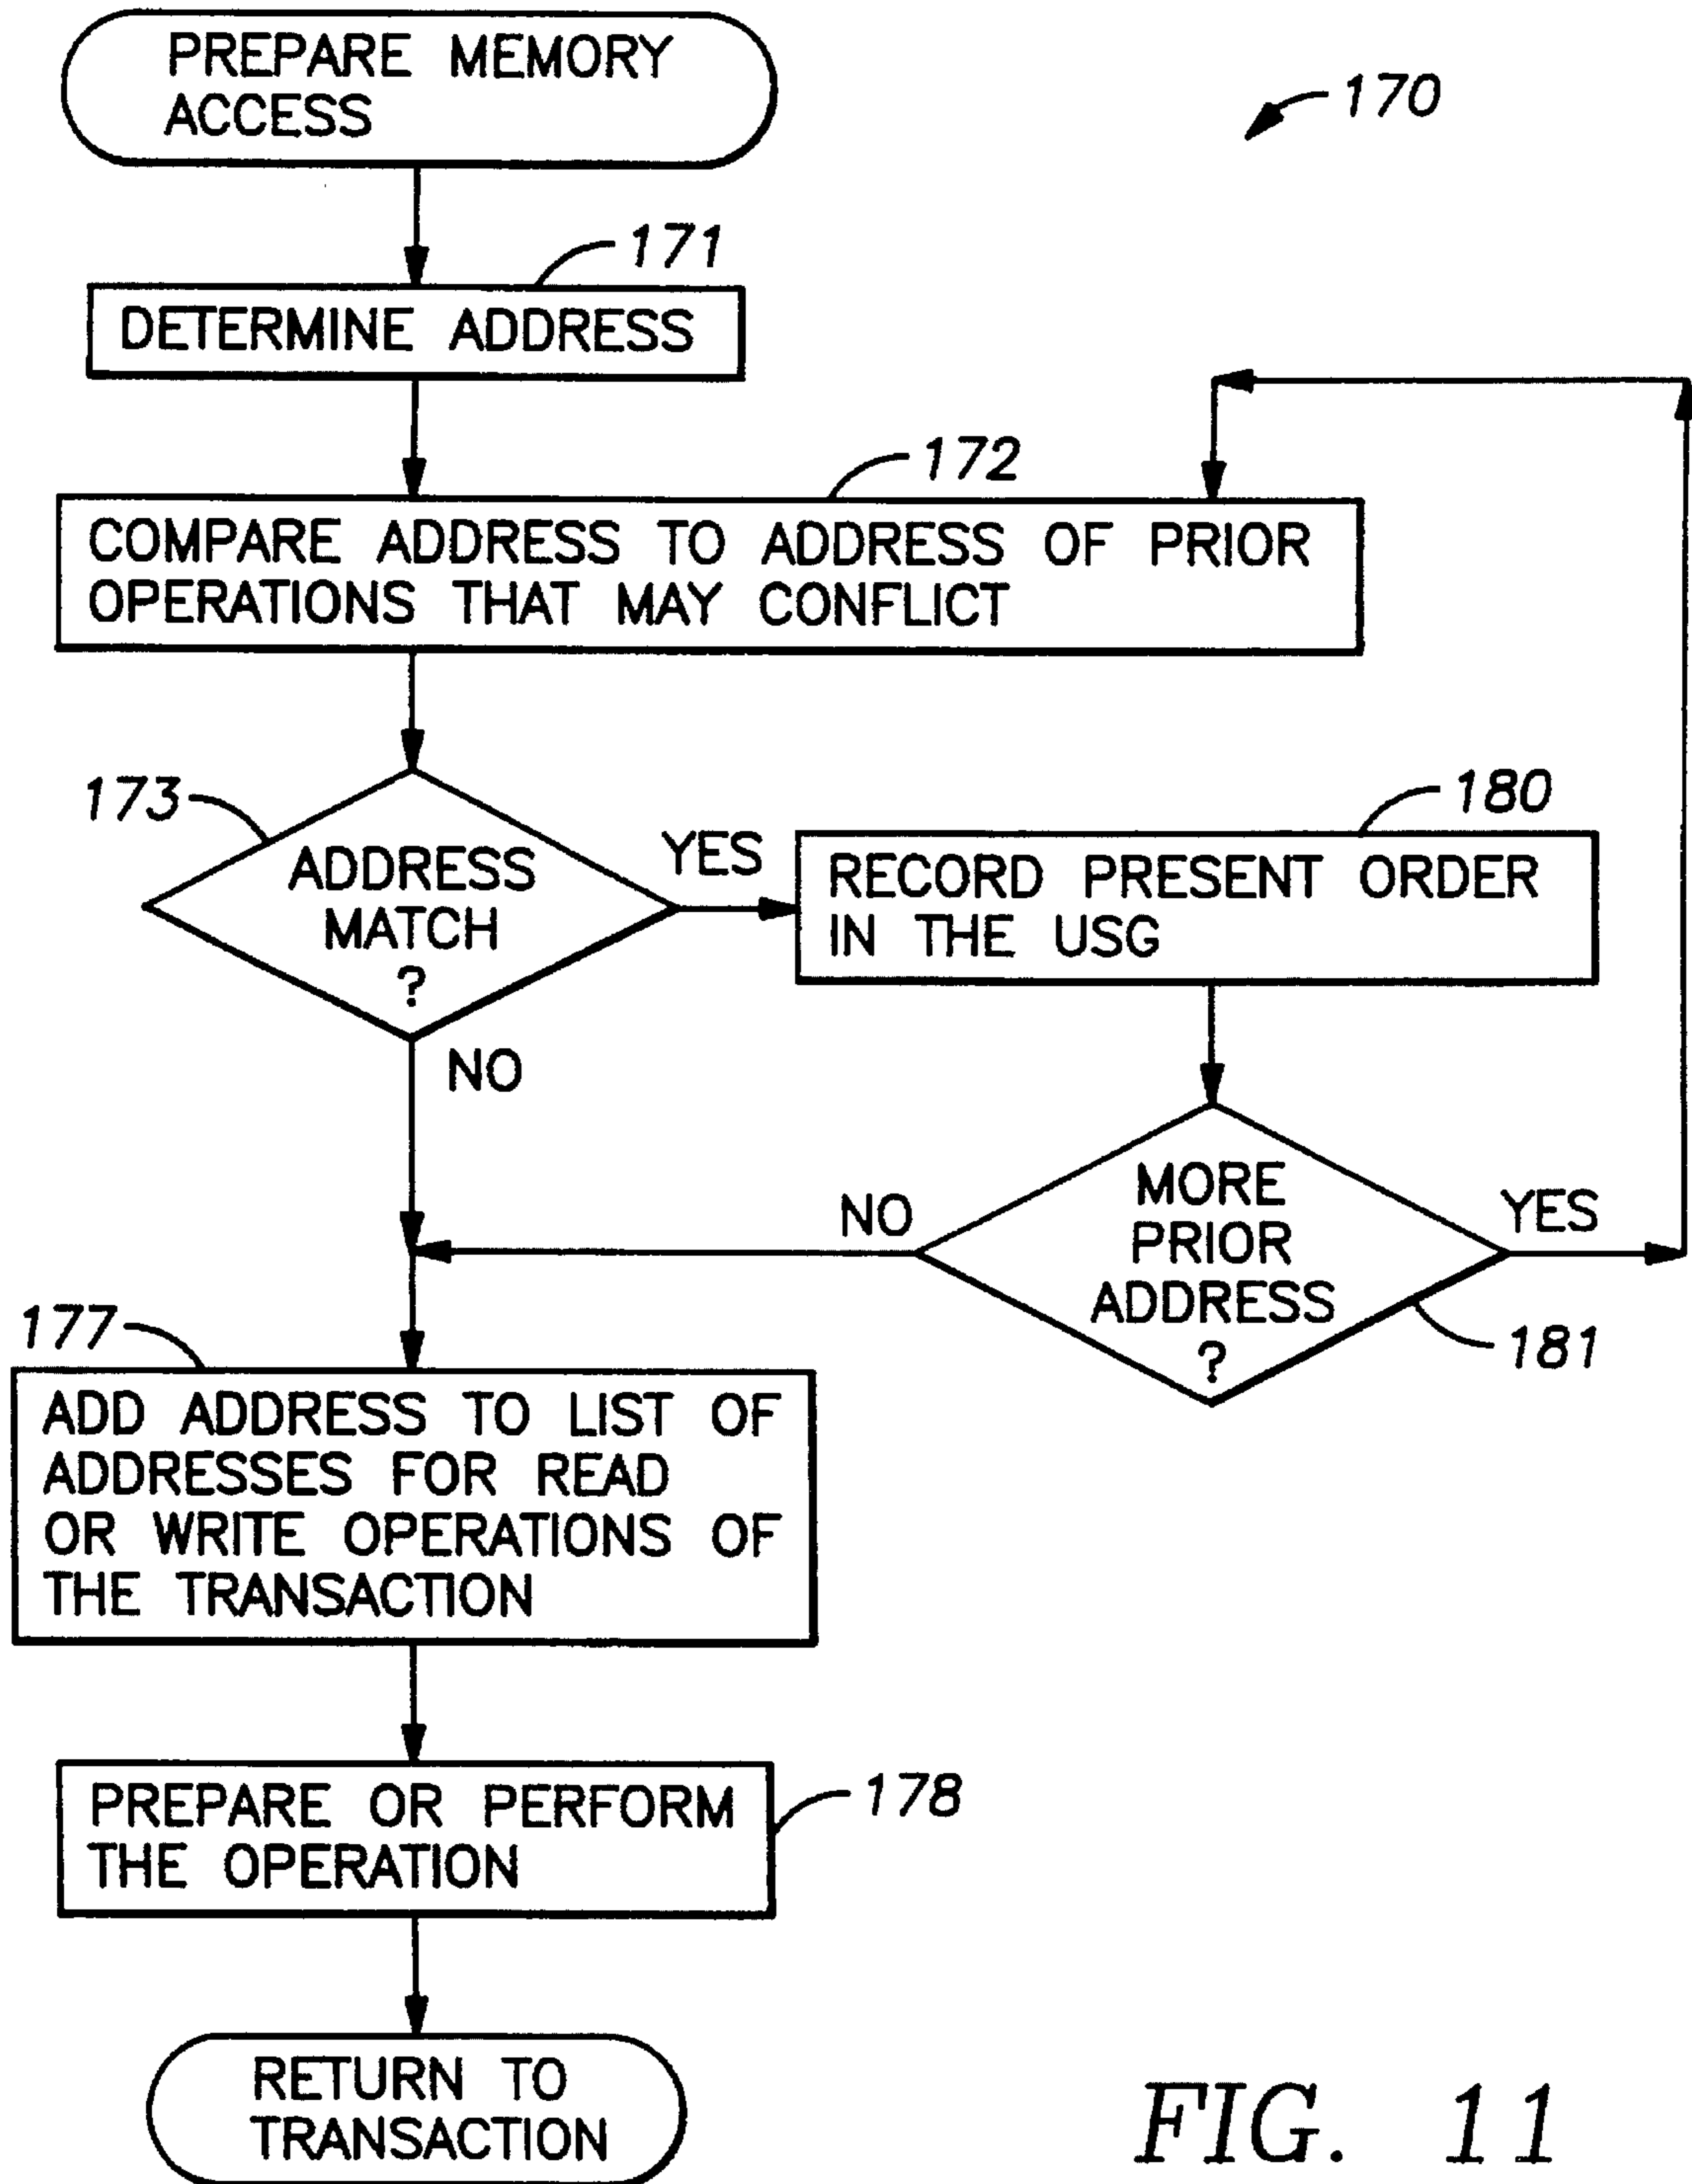 PREPARE MEMORY
ACCESS
170
171
DETERMINE ADDRESS
172
COMPARE ADDRESS TO ADDRESS OF PRIOR
OPERATIONS THAT MAY CONFLICT
173
ADDRESS
MATCH
?
YES
NO
180
RECORD PRESENT ORDER
IN THE USG
MORE
PRIOR
ADDRESS
?
NO
YES
181
177
ADD ADDRESS TO LIST OF
ADDRESSES FOR READ
OR WRITE OPERATIONS OF
THE TRANSACTION
PREPARE OR PERFORM
THE OPERATION
178
RETURN TO
TRANSACTION
FIG. 11